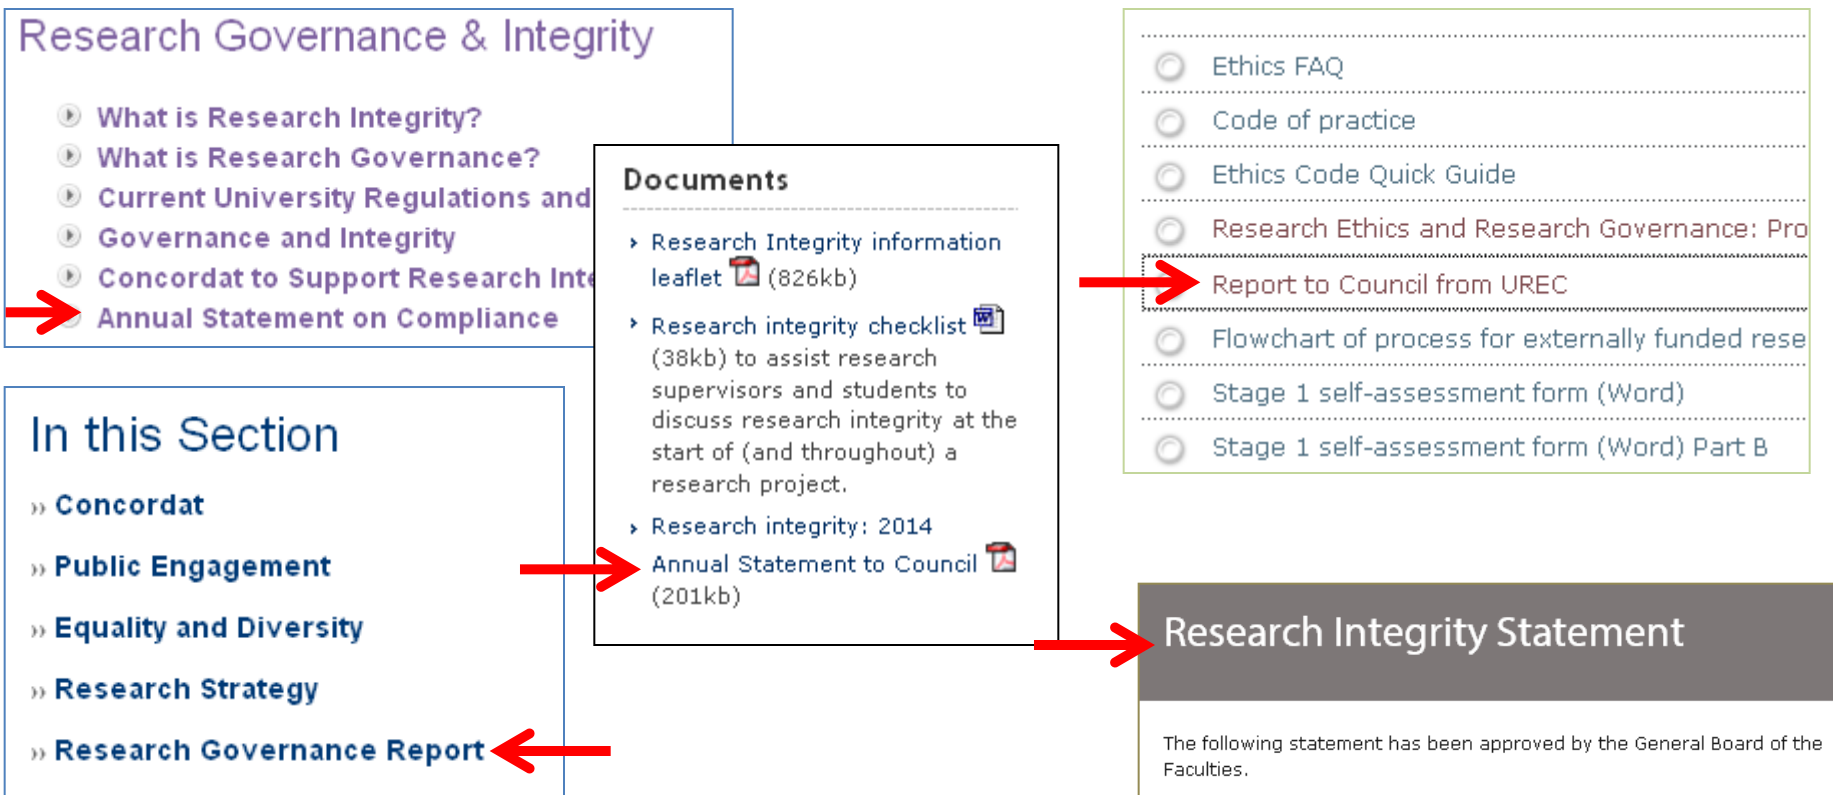 Research Governance & Integrity
What is Research Integrity?
What is Research Governance?
Current University Regulations and
Governance and Integrity
Concordat to Support Research Inte
Annual Statement on Compliance
In this Section
›› Concordat
›› Public Engagement
›› Equality and Diversity
›› Research Strategy
›› Research Governance Report
Documents
› Research Integrity information
leaflet (826kb)
› Research integrity checklist
(38kb) to assist research
supervisors and students to
discuss research integrity at the
start of (and throughout) a
research project.
› Research integrity: 2014
Annual Statement to Council
(201kb)
Ethics FAQ
Code of practice
Ethics Code Quick Guide
Research Ethics and Research Governance: Pro
Report to Council from UREC
Flowchart of process for externally funded rese
Stage 1 self-assessment form (Word)
Stage 1 self-assessment form (Word) Part B
Research Integrity Statement
The following statement has been approved by the General Board of the
Faculties.